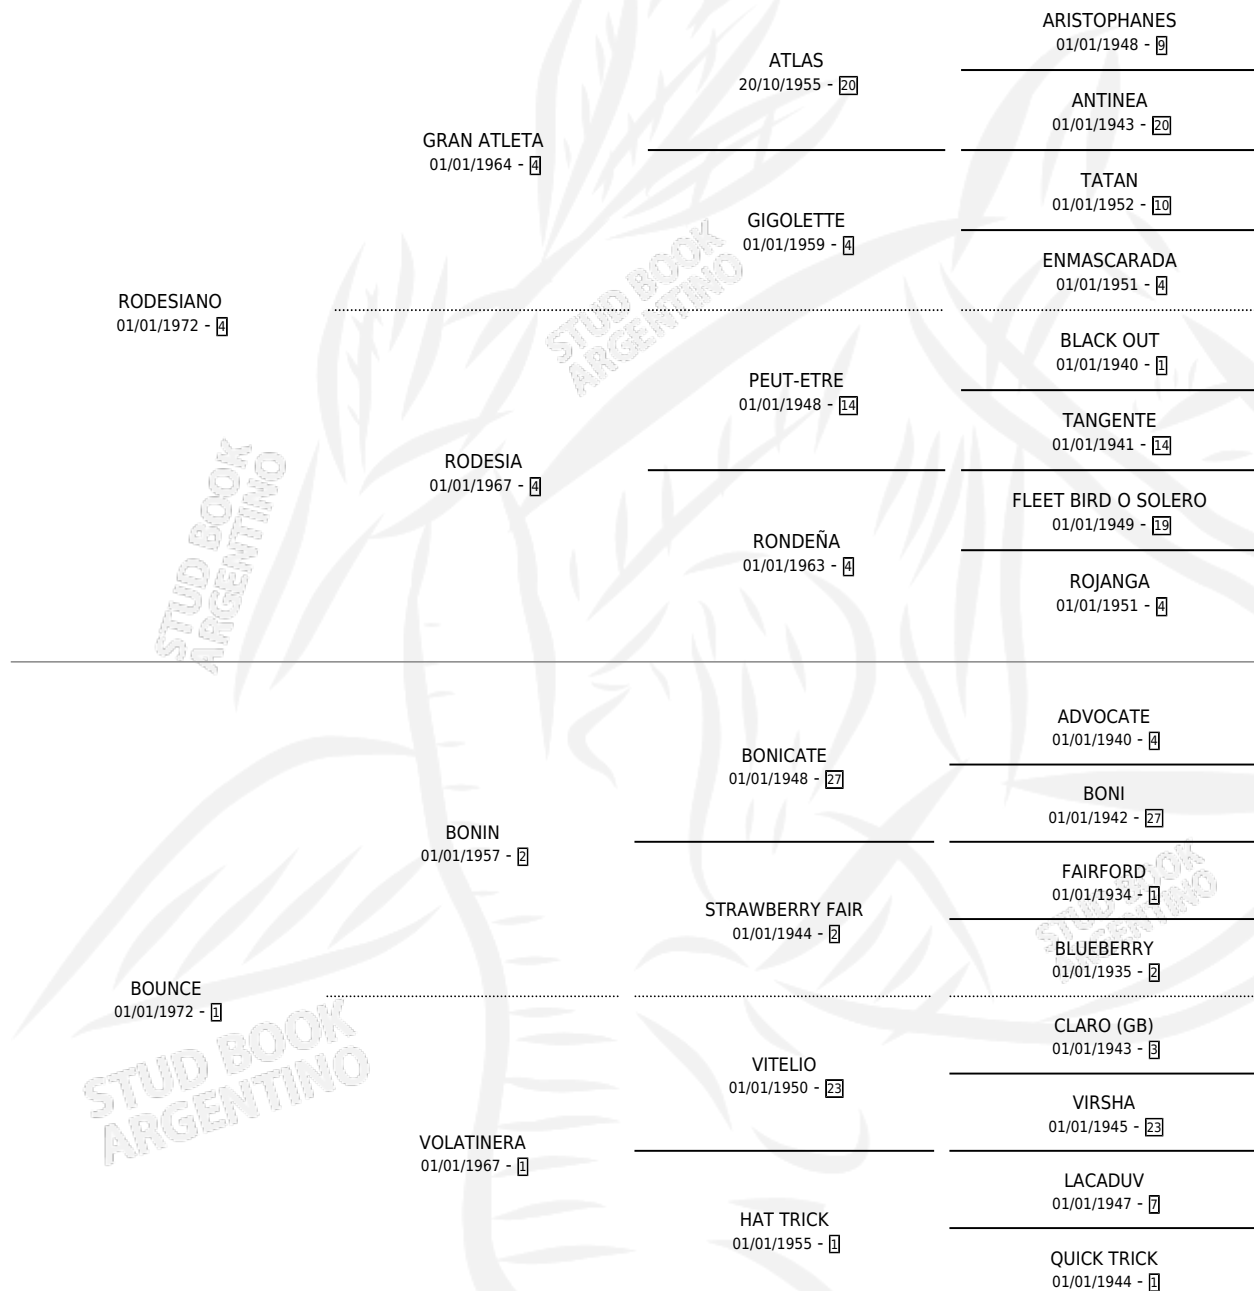 ARISTOPHANES
01/01/1948 - 9
ATLAS
20/10/1955 - 20
ANTINEA
01/01/1943 - 20
GRAN ATLETA
01/01/1964 - 4
TATAN
01/01/1952 - 10
GIGOLETTE
01/01/1959 - 4
ENMASCARADA
01/01/1951 - 4
RODESIANO
01/01/1972 - 4
BLACK OUT
01/01/1940 - 1
PEUT-ETRE
01/01/1948 - 14
TANGENTE
01/01/1941 - 14
RODESIA
01/01/1967 - 4
FLEET BIRD O SOLERO
01/01/1949 - 19
RONDEÑA
01/01/1963 - 4
ROJANGA
01/01/1951 - 4
STUD BOOK
ARGENTINO
STUD BOOK
ARGENTINO
ADVOCATE
01/01/1940 - 4
BONICATE
01/01/1948 - 27
BONI
01/01/1942 - 27
BONIN
01/01/1957 - 2
FAIRFORD
01/01/1934 - 1
STRAWBERRY FAIR
01/01/1944 - 2
BLUEBERRY
01/01/1935 - 2
STUD BOOK
ARGENTINO
BOUNCE
01/01/1972 - 1
CLARO (GB)
01/01/1943 - 3
VITELIO
01/01/1950 - 23
VIRSHA
01/01/1945 - 23
VOLATINERA
01/01/1967 - 1
LACADUV
01/01/1947 - 7
HAT TRICK
01/01/1955 - 1
QUICK TRICK
01/01/1944 - 1
STUD BOOK
ARGENTINO